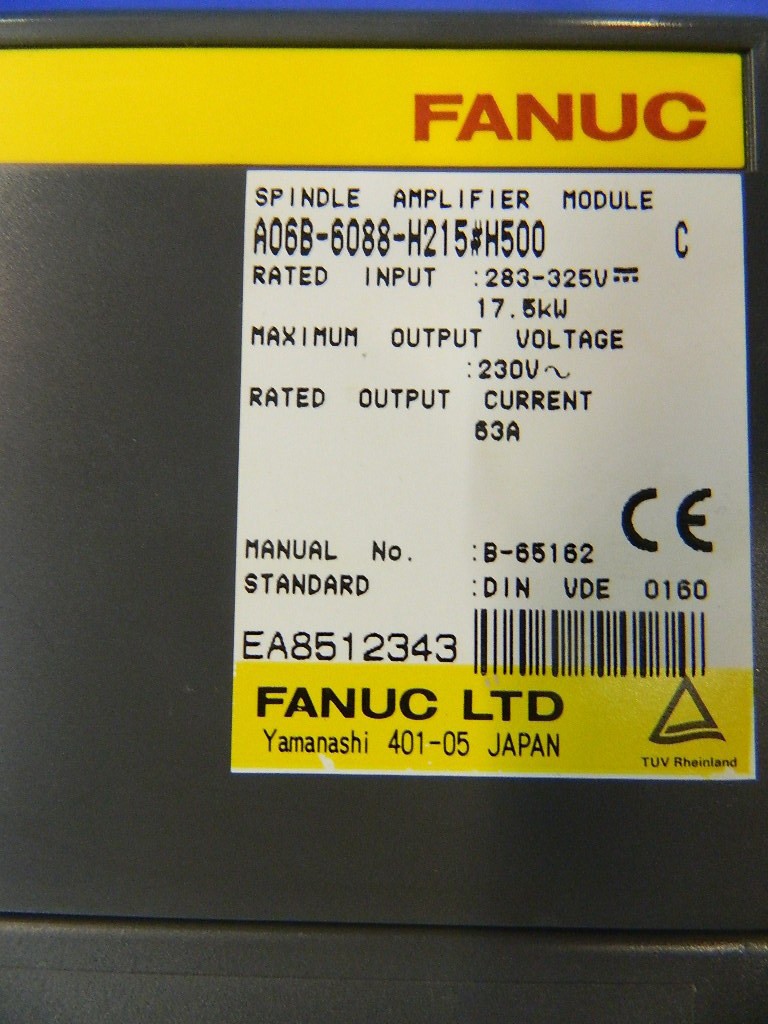 FANUC
SPINDLE AMPLIFIER MODULE
A06B-6088-H215#H500 C
RATED INPUT :283-325V⎓
17.5kW
MAXIMUM OUTPUT VOLTAGE
:230V~
RATED OUTPUT CURRENT
63A
CE
MANUAL No. :B-65162
STANDARD :DIN VDE 0160
EA8512343
FANUC LTD
Yamanashi 401-05 JAPAN
TUV Rheinland